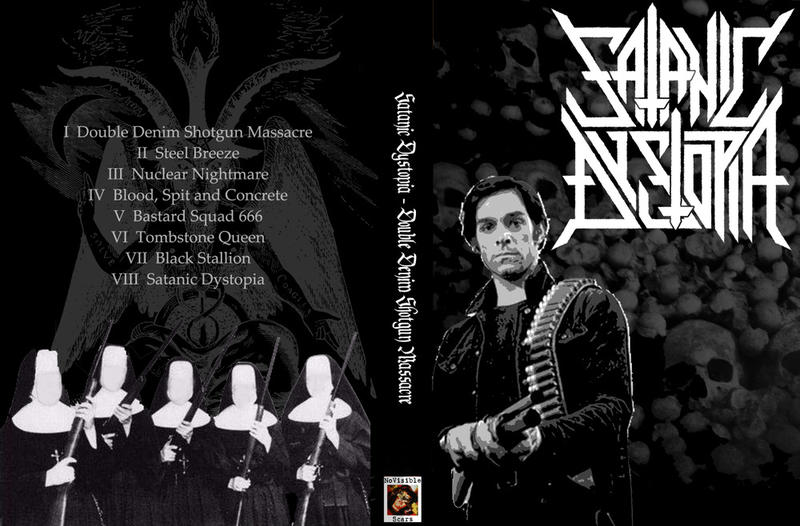 I Double Denim Shotgun Massacre
II Steel Breeze
III Nuclear Nightmare
IV Blood, Spit and Concrete
V Bastard Squad 666
VI Tombstone Queen
VII Black Stallion
VIII Satanic Dystopia
Satanic Dystopia - Double Denim Shotgun Massacre
NoVisible
Scars
SATANIC
DYSTOPIA